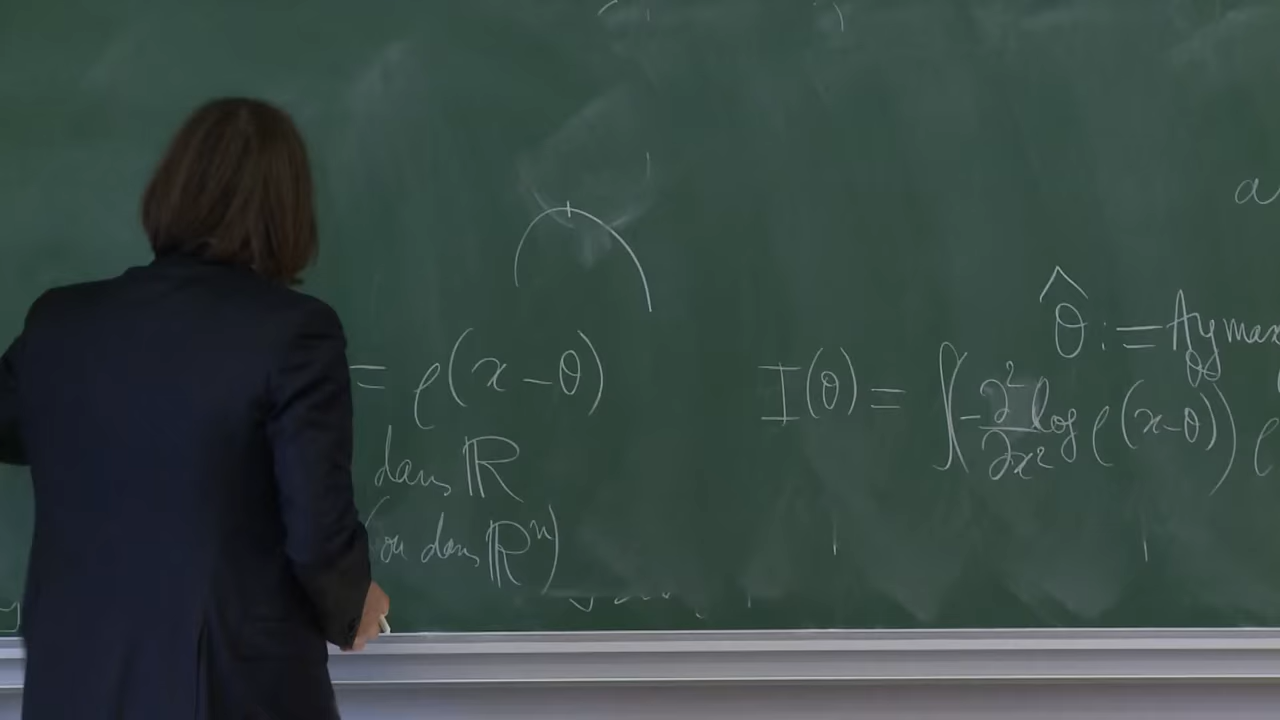 = ρ(x − θ)
dans ℝ
(ou dans ℝⁿ)
θ̂ := Argmax
θ
I(θ) = ∫(−∂²/∂x² log ρ(x−θ)) ρ